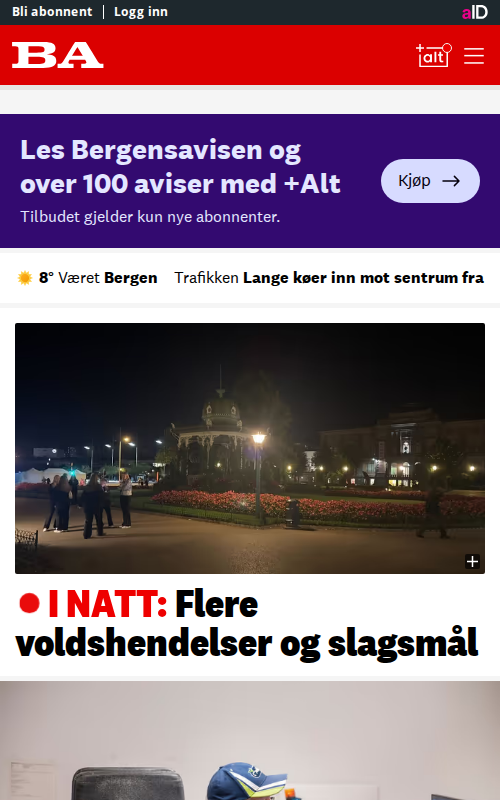 Bli abonnent
Logg inn
aID
BA
+alt
Les Bergensavisen og
over 100 aviser med +Alt
Tilbudet gjelder kun nye abonnenter.
Kjøp
8° Været Bergen
Trafikken Lange køer inn mot sentrum fra
I NATT: Flere
voldshendelser og slagsmål